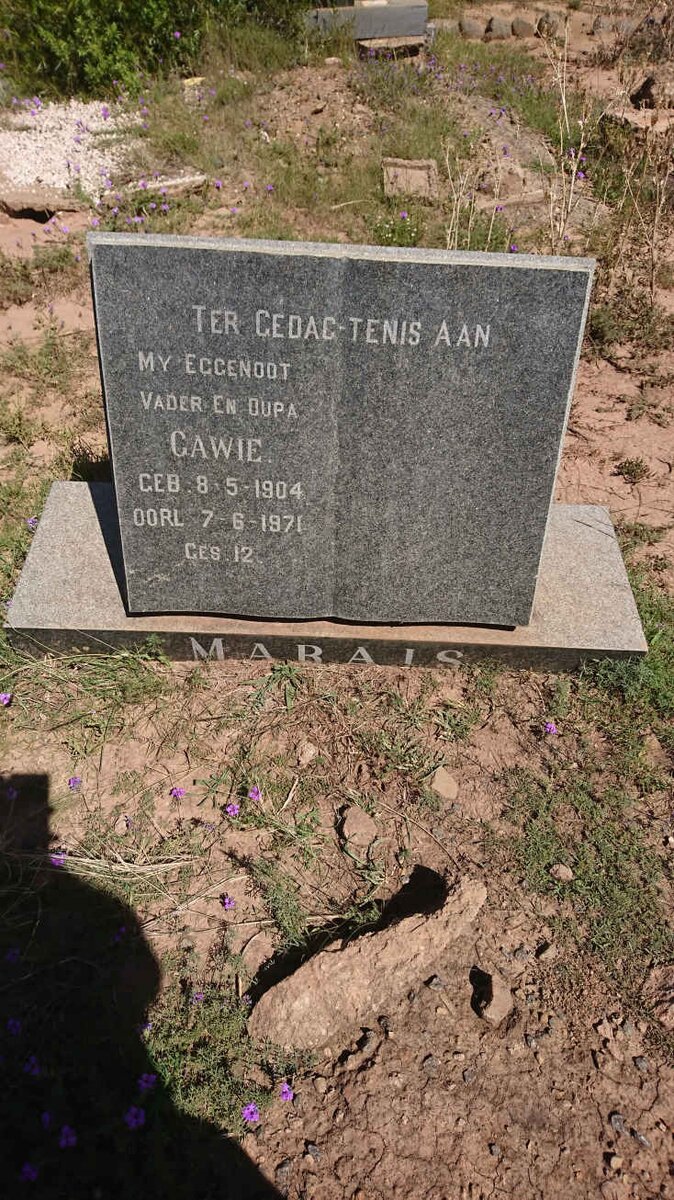 TER GEDAG-TENIS AAN
MY EGGENOOT
VADER EN OUPA
GAWIE.
GEB. 8-5-1904
OORL 7-6-1971
GES. 12.
MARAIS